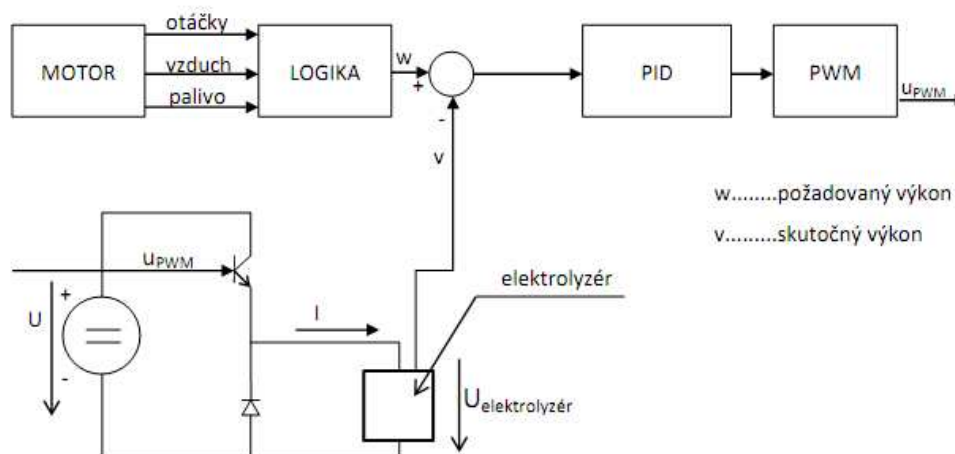 otáčky
MOTOR
vzduch
palivo
LOGIKA
w
+
-
v
PID
PWM
uPWM
w........požadovaný výkon
v.........skutočný výkon
uPWM
elektrolyzér
U
+
-
I
Uelektrolyzér